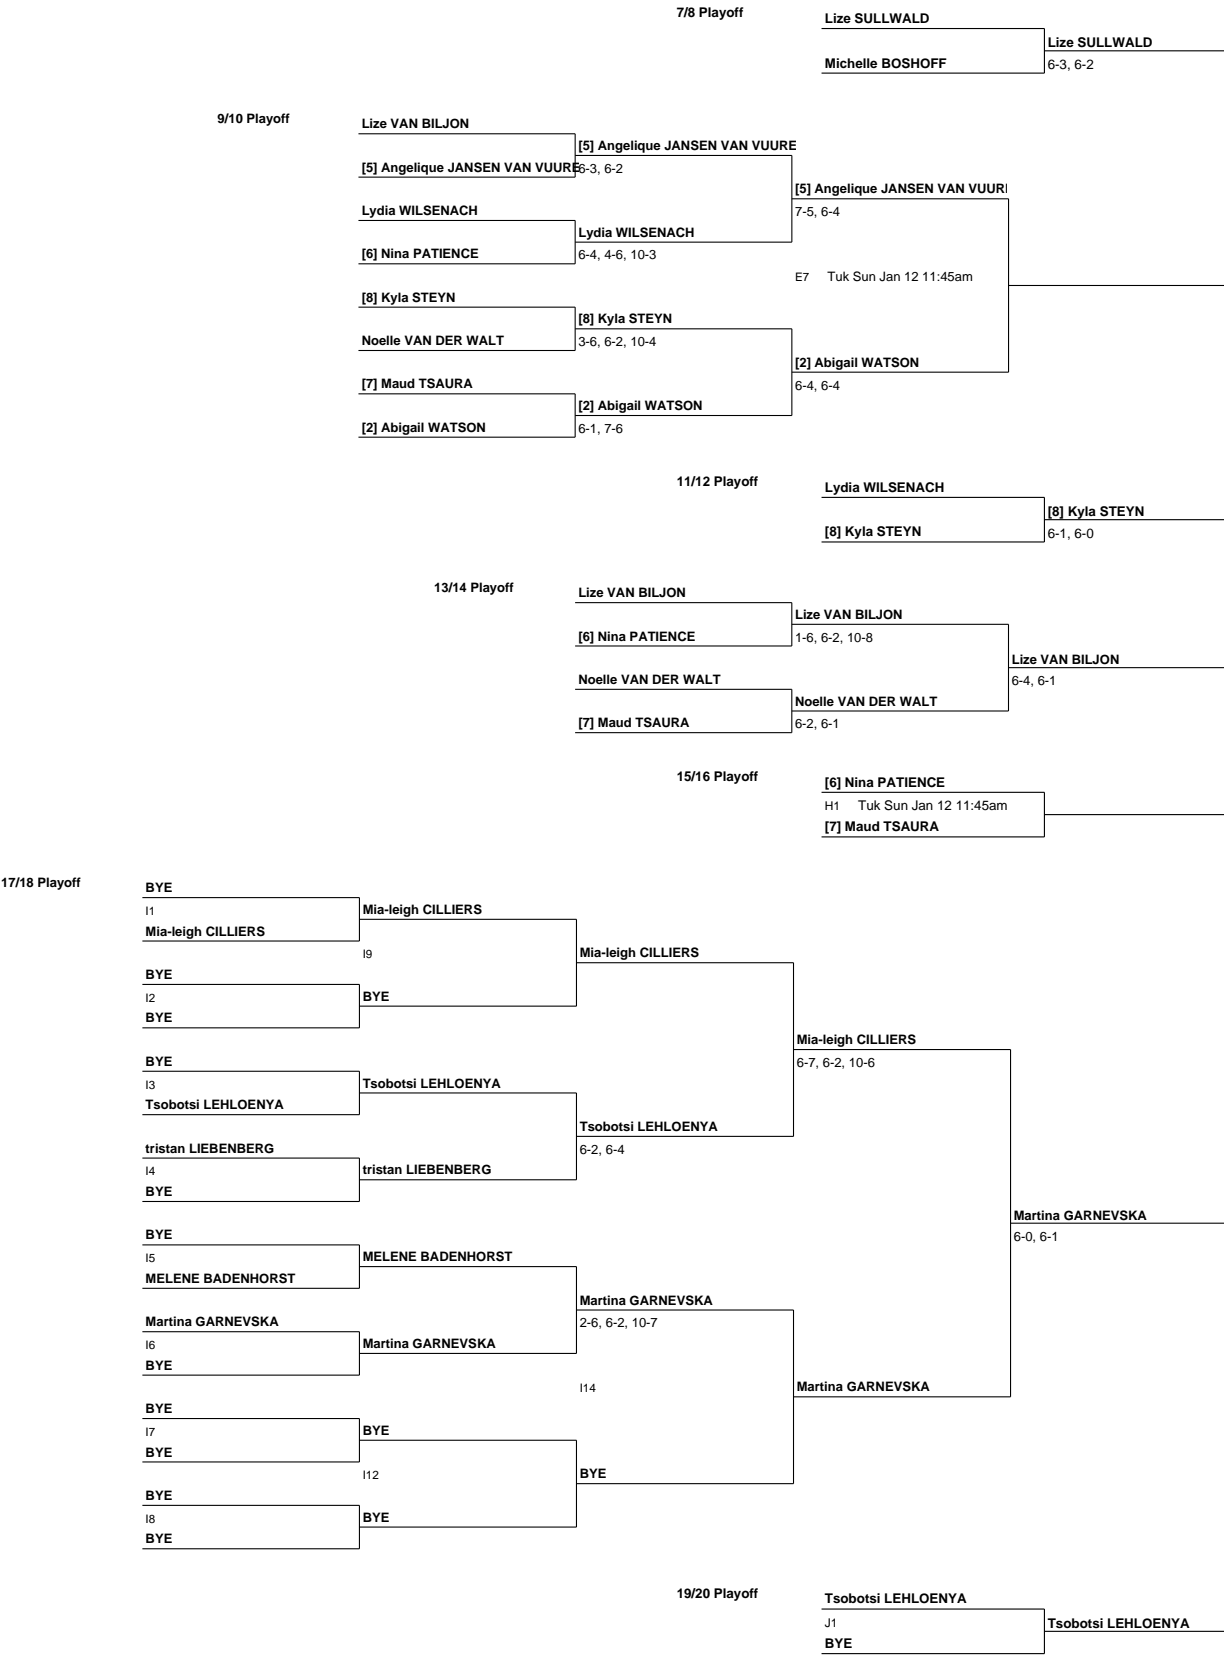 7/8 Playoff
Lize SULLWALD
Lize SULLWALD
Michelle BOSHOFF
6-3, 6-2
9/10 Playoff
Lize VAN BILJON
[5] Angelique JANSEN VAN VUURE
[5] Angelique JANSEN VAN VUURE
6-3, 6-2
[5] Angelique JANSEN VAN VUURI
7-5, 6-4
Lydia WILSENACH
Lydia WILSENACH
[6] Nina PATIENCE
6-4, 4-6, 10-3
E7 Tuk Sun Jan 12 11:45am
[8] Kyla STEYN
[8] Kyla STEYN
Noelle VAN DER WALT
3-6, 6-2, 10-4
[2] Abigail WATSON
6-4, 6-4
[7] Maud TSAURA
[2] Abigail WATSON
[2] Abigail WATSON
6-1, 7-6
11/12 Playoff
Lydia WILSENACH
[8] Kyla STEYN
[8] Kyla STEYN
6-1, 6-0
13/14 Playoff
Lize VAN BILJON
Lize VAN BILJON
[6] Nina PATIENCE
1-6, 6-2, 10-8
Lize VAN BILJON
6-4, 6-1
Noelle VAN DER WALT
Noelle VAN DER WALT
[7] Maud TSAURA
6-2, 6-1
15/16 Playoff
[6] Nina PATIENCE
H1 Tuk Sun Jan 12 11:45am
[7] Maud TSAURA
17/18 Playoff
BYE
I1
Mia-leigh CILLIERS
Mia-leigh CILLIERS
I9
Mia-leigh CILLIERS
BYE
I2
BYE
BYE
Mia-leigh CILLIERS
6-7, 6-2, 10-6
BYE
I3
Tsobotsi LEHLOENYA
Tsobotsi LEHLOENYA
Tsobotsi LEHLOENYA
6-2, 6-4
tristan LIEBENBERG
I4
tristan LIEBENBERG
BYE
Martina GARNEVSKA
6-0, 6-1
BYE
I5
MELENE BADENHORST
MELENE BADENHORST
Martina GARNEVSKA
2-6, 6-2, 10-7
Martina GARNEVSKA
I6
Martina GARNEVSKA
BYE
I14
Martina GARNEVSKA
BYE
I7
BYE
BYE
I12
BYE
BYE
I8
BYE
BYE
19/20 Playoff
Tsobotsi LEHLOENYA
J1
Tsobotsi LEHLOENYA
BYE